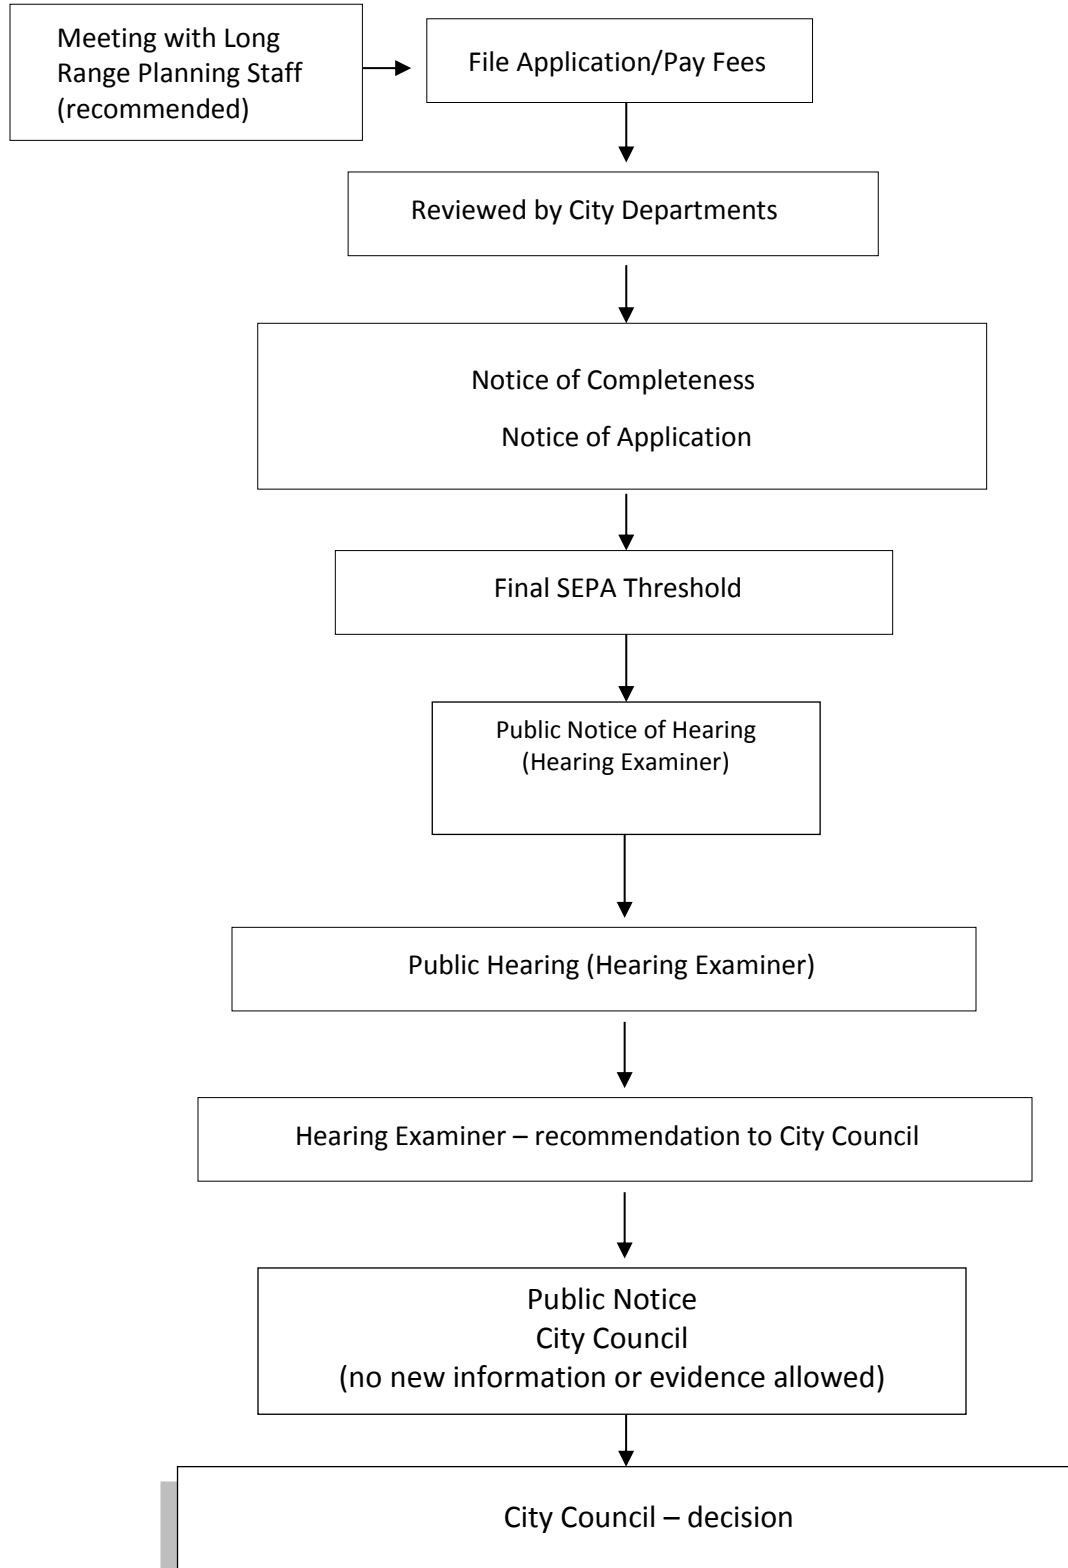 Meeting with Long
Range Planning Staff
(recommended)
File Application/Pay Fees
Reviewed by City Departments
Notice of Completeness
Notice of Application
Final SEPA Threshold
Public Notice of Hearing
(Hearing Examiner)
Public Hearing (Hearing Examiner)
Hearing Examiner – recommendation to City Council
Public Notice
City Council
(no new information or evidence allowed)
City Council – decision